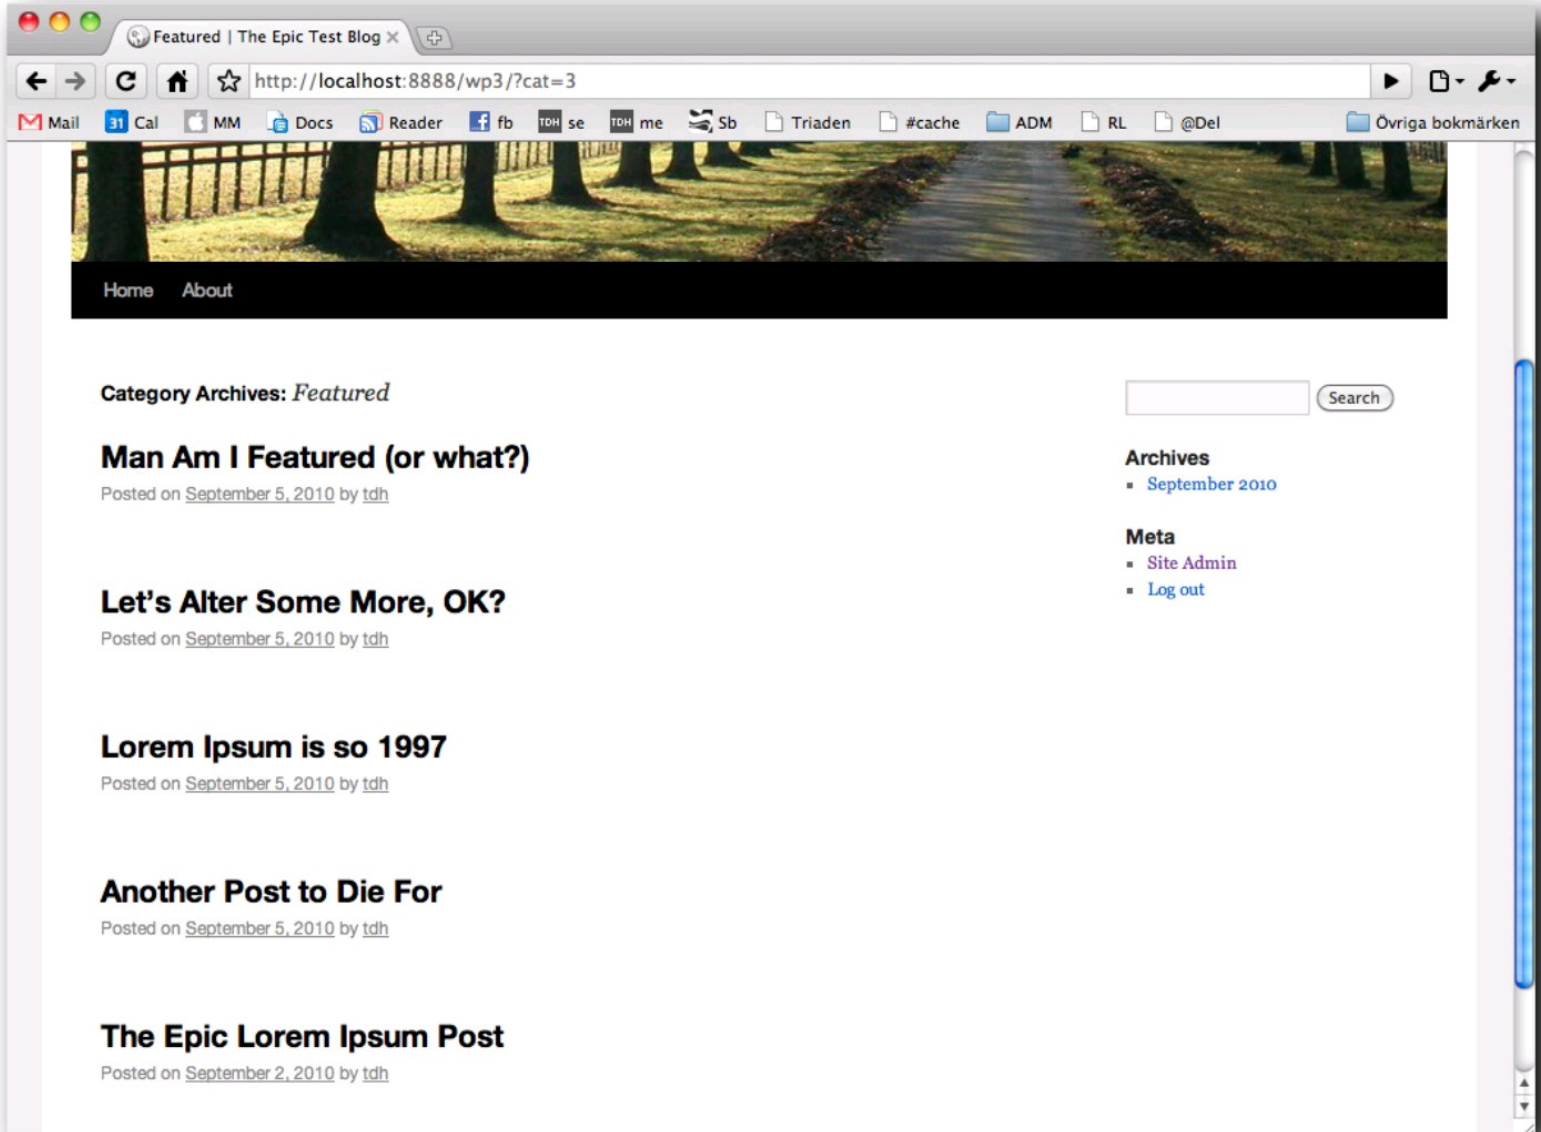 Featured | The Epic Test Blog
http://localhost:8888/wp3/?cat=3
Mail 31 Cal MM Docs Reader f fb TDH se TDH me Sb Triaden #cache ADM RL @Del Övriga bokmärken
Home About
Category Archives: Featured
Man Am I Featured (or what?)
Posted on September 5, 2010 by tdh
Let’s Alter Some More, OK?
Posted on September 5, 2010 by tdh
Lorem Ipsum is so 1997
Posted on September 5, 2010 by tdh
Another Post to Die For
Posted on September 5, 2010 by tdh
The Epic Lorem Ipsum Post
Posted on September 2, 2010 by tdh
Search
Archives
September 2010
Meta
Site Admin
Log out